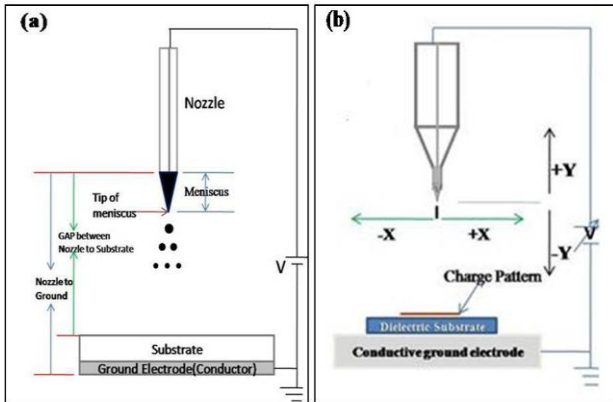 (a)
Nozzle
Tip of
meniscus
Meniscus
GAP between
Nozzle to Substrate
Nozzle to
Ground
V
Substrate
Ground Electrode(Conductor)
(b)
+Y
-X
+X
-Y
V
Charge Pattern
Dielectric Substrate
Conductive ground electrode